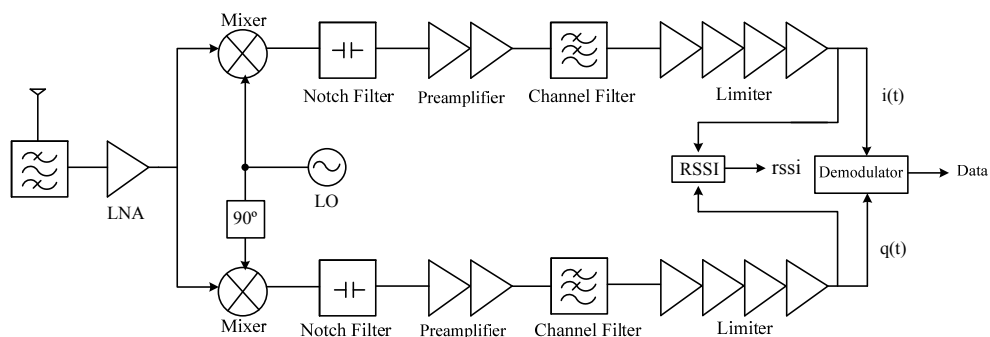 Mixer
Notch Filter
Preamplifier
Channel Filter
Limiter
i(t)
LNA
LO
90º
RSSI
rssi
Demodulator
Data
q(t)
Mixer
Notch Filter
Preamplifier
Channel Filter
Limiter